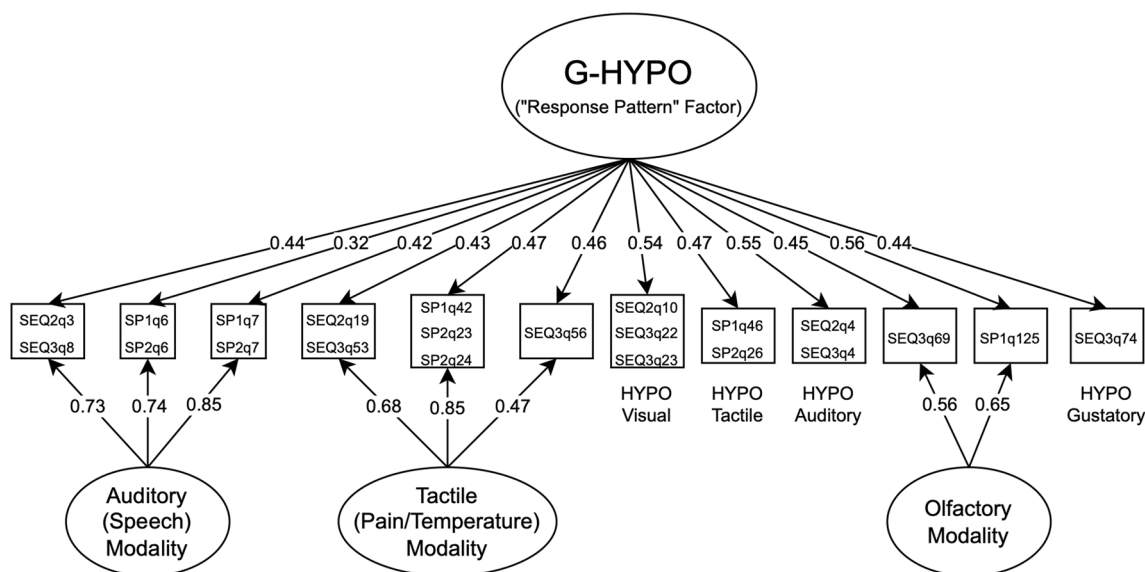 G-HYPO
("Response Pattern" Factor)
0.44 0.32 0.42 0.43 0.47 0.46 0.54 0.47 0.55 0.45 0.56 0.44
SEQ2q3
SEQ3q8
SP1q6
SP2q6
SP1q7
SP2q7
SEQ2q19
SEQ3q53
SP1q42
SP2q23
SP2q24
SEQ3q56
SEQ2q10
SEQ3q22
SEQ3q23
SP1q46
SP2q26
SEQ2q4
SEQ3q4
SEQ3q69
SP1q125
SEQ3q74
HYPO
Visual
HYPO
Tactile
HYPO
Auditory
HYPO
Gustatory
0.73 0.74 0.85
0.68 0.85 0.47
0.56 0.65
Auditory
(Speech)
Modality
Tactile
(Pain/Temperature)
Modality
Olfactory
Modality